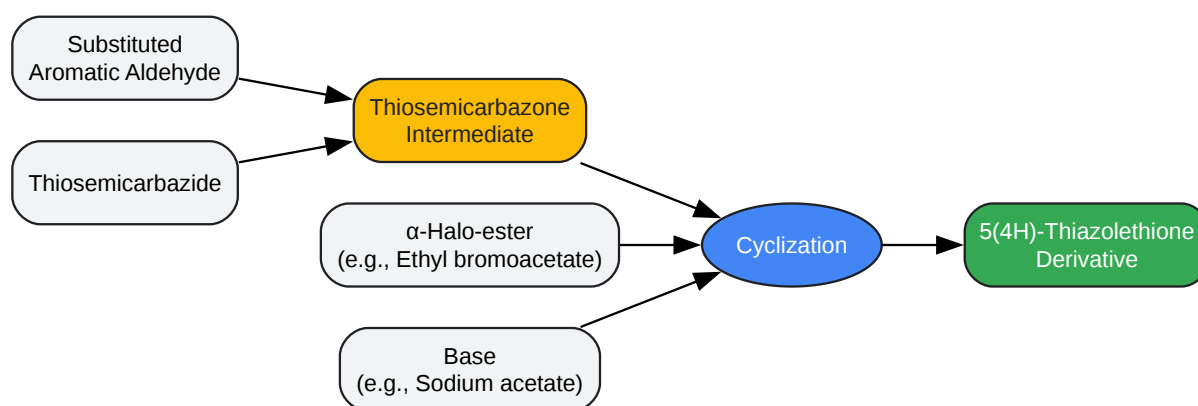 Substituted
Aromatic Aldehyde
Thiosemicarbazide
Thiosemicarbazone
Intermediate
α-Halo-ester
(e.g., Ethyl bromoacetate)
Base
(e.g., Sodium acetate)
Cyclization
5(4H)-Thiazolethione
Derivative